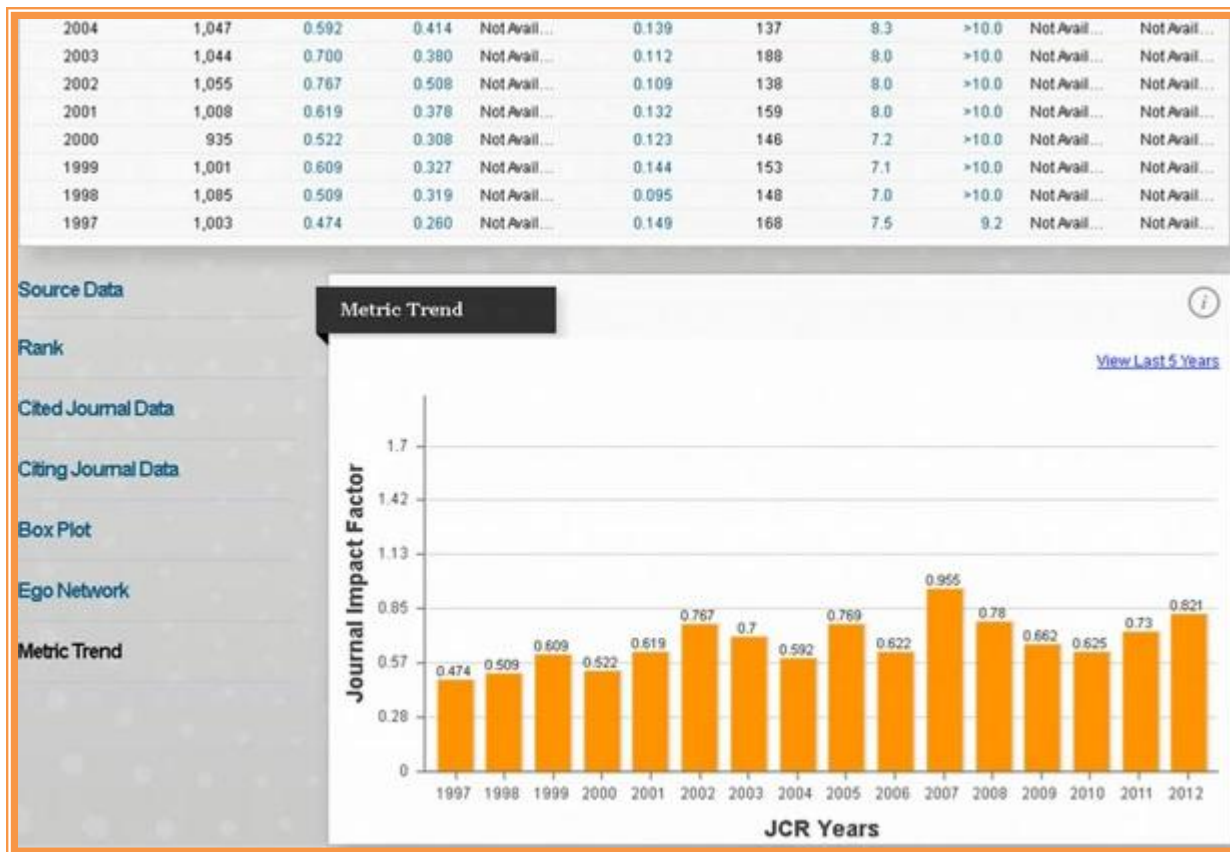 2004 1,047 0.592 0.414 Not Avail... 0.139 137 8.3 >10.0 Not Avail... Not Avail...
2003 1,044 0.700 0.380 Not Avail... 0.112 188 8.0 >10.0 Not Avail... Not Avail...
2002 1,055 0.767 0.508 Not Avail... 0.109 138 8.0 >10.0 Not Avail... Not Avail...
2001 1,008 0.619 0.378 Not Avail... 0.132 159 8.0 >10.0 Not Avail... Not Avail...
2000 935 0.522 0.308 Not Avail... 0.123 146 7.2 >10.0 Not Avail... Not Avail...
1999 1,001 0.609 0.327 Not Avail... 0.144 153 7.1 >10.0 Not Avail... Not Avail...
1998 1,085 0.509 0.319 Not Avail... 0.095 148 7.0 >10.0 Not Avail... Not Avail...
1997 1,003 0.474 0.260 Not Avail... 0.149 168 7.5 9.2 Not Avail... Not Avail...
Source Data
Rank
Cited Journal Data
Citing Journal Data
Box Plot
Ego Network
Metric Trend
Metric Trend
i
View Last 5 Years
Journal Impact Factor
1.7
1.42
1.13
0.85
0.57
0.28
0
0.474 0.509 0.609 0.522 0.619 0.767 0.7 0.592 0.769 0.622 0.955 0.78 0.662 0.625 0.73 0.821
1997 1998 1999 2000 2001 2002 2003 2004 2005 2006 2007 2008 2009 2010 2011 2012
JCR Years